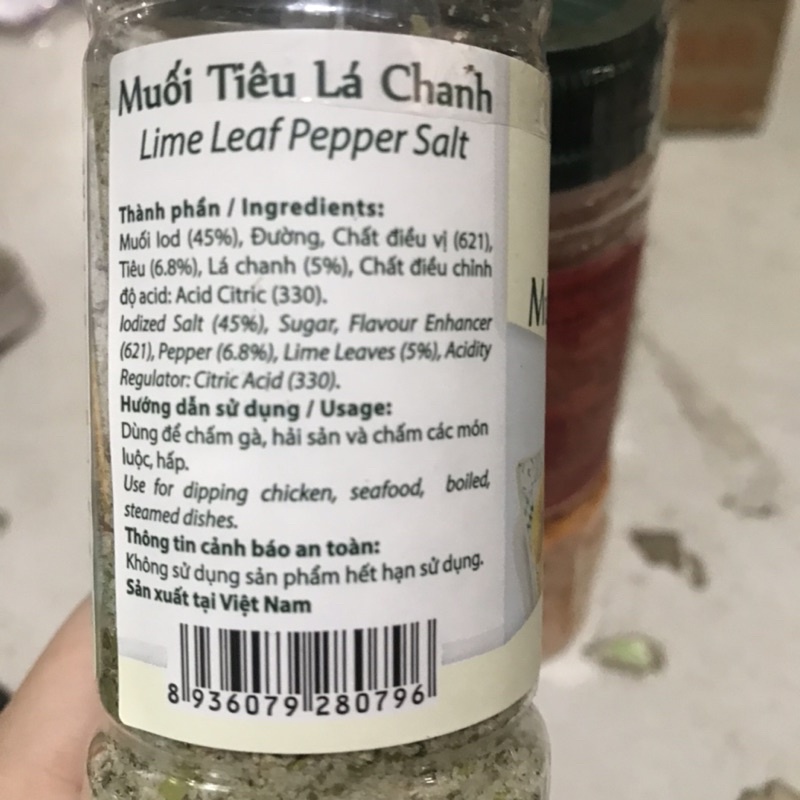 Muối Tiêu Lá Chanh
Lime Leaf Pepper Salt
Thành phần / Ingredients:
Muối Iod (45%), Đường, Chất điều vị (621),
Tiêu (6.8%), Lá chanh (5%), Chất điều chỉnh
độ acid: Acid Citric (330).
Iodized Salt (45%), Sugar, Flavour Enhancer
(621), Pepper (6.8%), Lime Leaves (5%), Acidity
Regulator: Citric Acid (330).
Hướng dẫn sử dụng / Usage:
Dùng để chấm gà, hải sản và chấm các món
luộc, hấp.
Use for dipping chicken, seafood, boiled,
steamed dishes.
Thông tin cảnh báo an toàn:
Không sử dụng sản phẩm hết hạn sử dụng.
Sản xuất tại Việt Nam
8 936079 280796